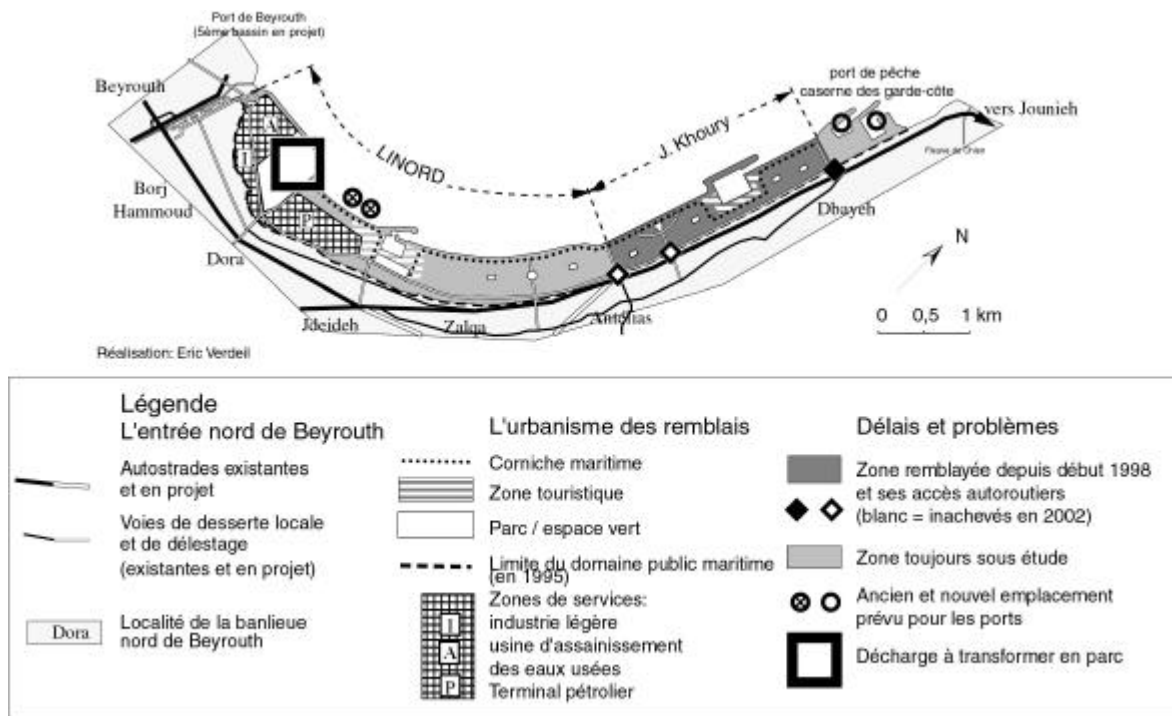 Port de Beyrouth
(5ème bassin en projet)
Beyrouth
port de pêche
caserne des garde-côte
vers Jounieh
J. Khoury
LINORD
A
I
P
Fleuve du Chien
Borj
Hammoud
Dbayeh
Dora
N
Jdeideh
Zalqa
Antélias
0 0,5 1 km
Réalisation: Eric Verdeil
Légende
L'entrée nord de Beyrouth
Autostrades existantes
et en projet
Voies de desserte locale
et de délestage
(existantes et en projet)
Dora
Localité de la banlieue
nord de Beyrouth
L'urbanisme des remblais
Corniche maritime
Zone touristique
Parc / espace vert
Limite du domaine public maritime
(en 1995)
Zones de services:
I
industrie légère
A
usine d'assainissement
des eaux usées
P
Terminal pétrolier
Délais et problèmes
Zone remblayée depuis début 1998
et ses accès autoroutiers
(blanc = inachevés en 2002)
Zone toujours sous étude
Ancien et nouvel emplacement
prévu pour les ports
Décharge à transformer en parc